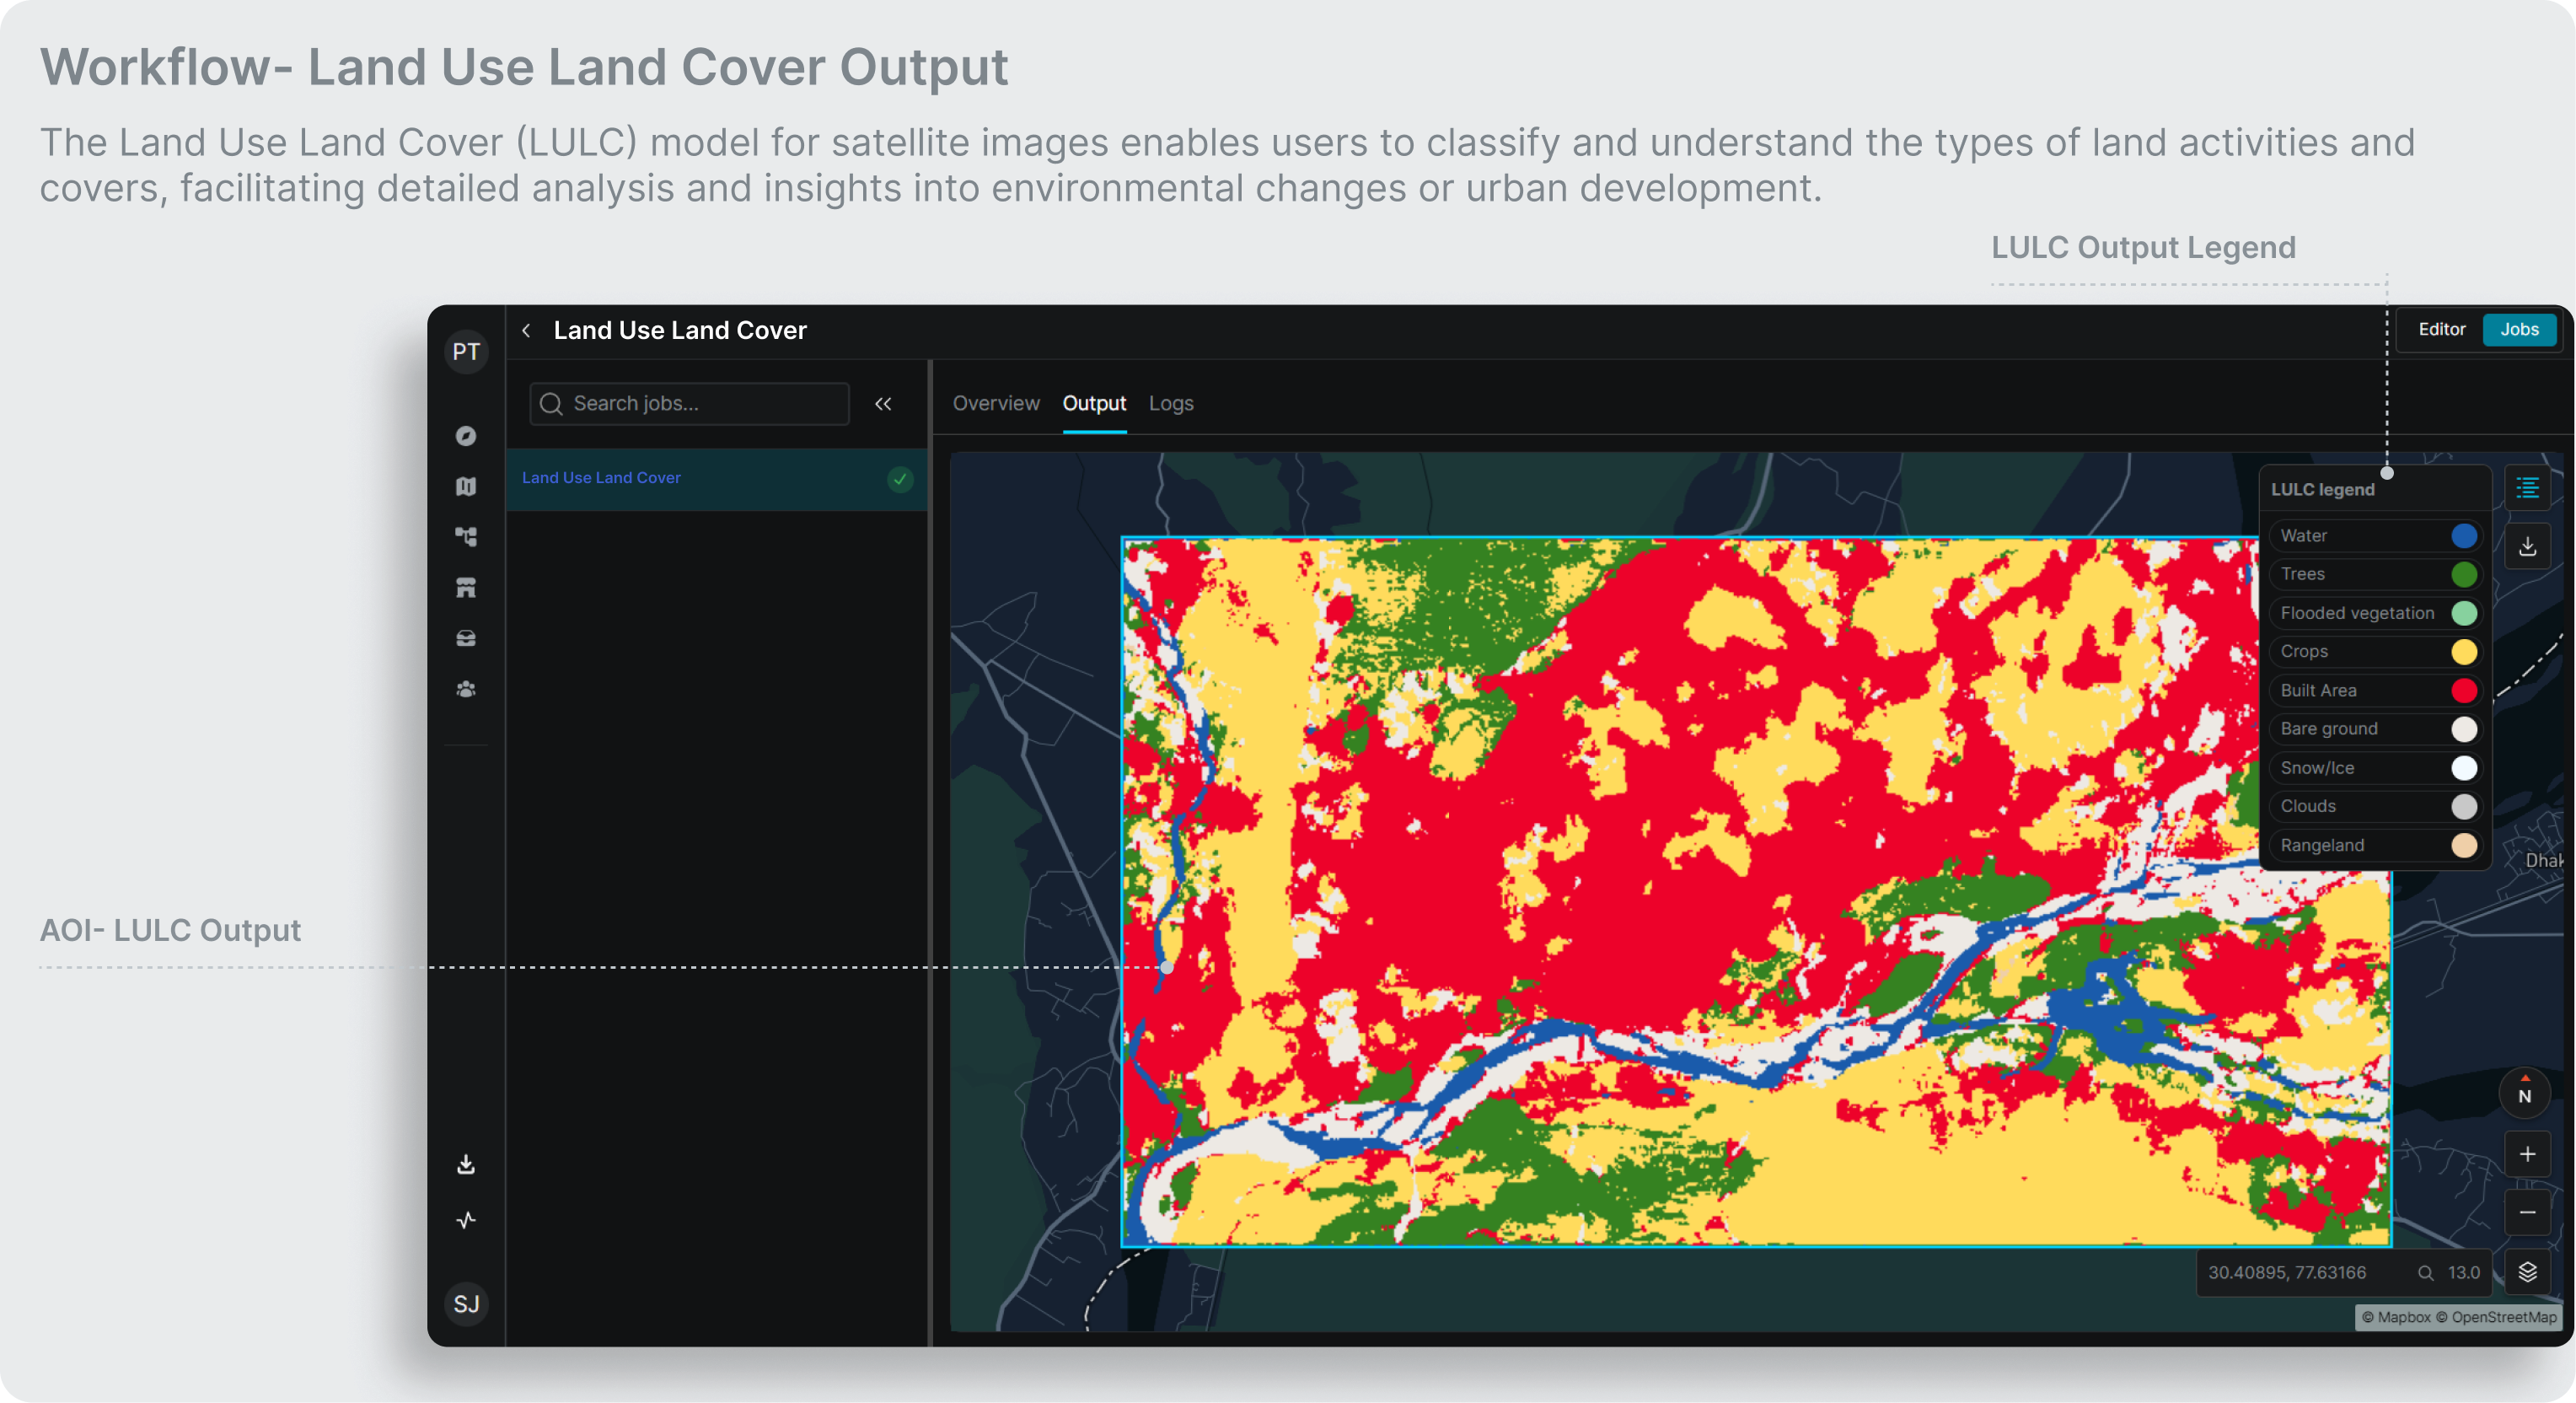 Workflow- Land Use Land Cover Output
The Land Use Land Cover (LULC) model for satellite images enables users to classify and understand the types of land activities and
covers, facilitating detailed analysis and insights into environmental changes or urban development.
LULC Output Legend
PT
Land Use Land Cover
Editor
Jobs
Search jobs...
Overview
Output
Logs
Land Use Land Cover
LULC legend
Water
Trees
Flooded vegetation
Crops
Built Area
Bare ground
Snow/Ice
Clouds
Rangeland
Dhak
AOI- LULC Output
N
SJ
30.40895, 77.63166
13.0
© Mapbox © OpenStreetMap